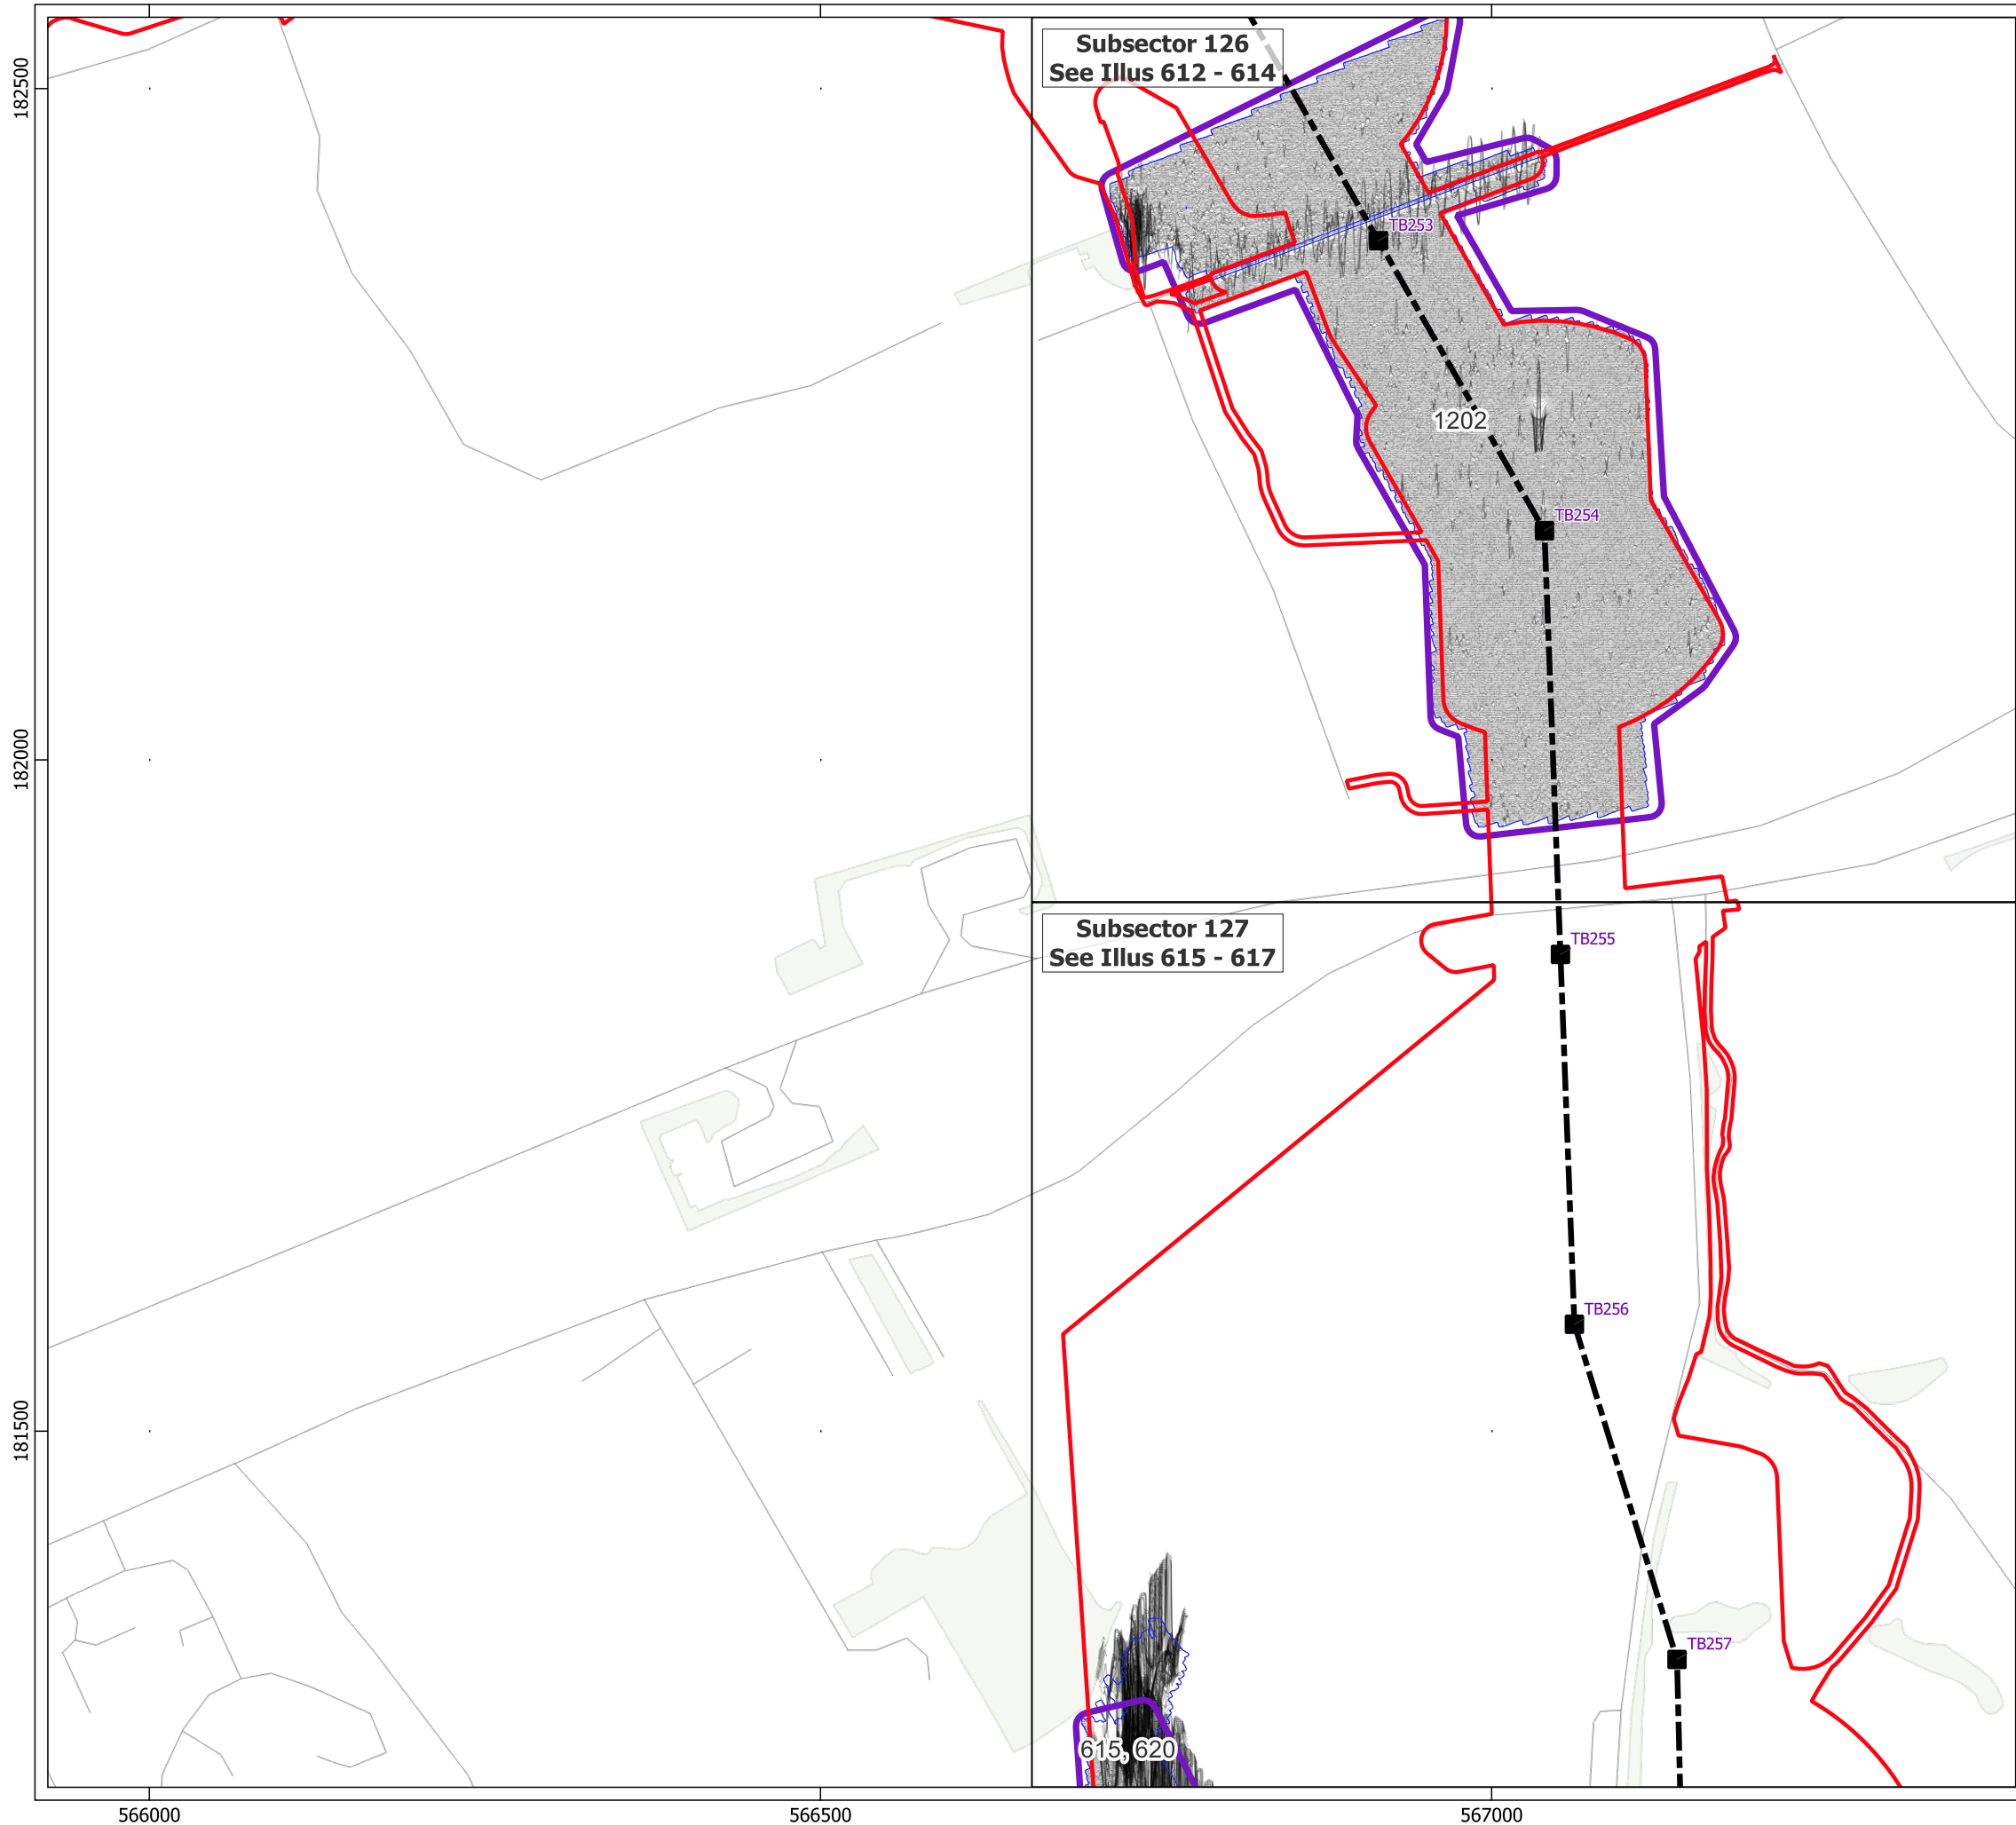 182500
182000
181500
Subsector 126
See Illus 612 - 614
TB253
1202
TB254
Subsector 127
See Illus 615 - 617
TB255
TB256
TB257
615, 620
566000
566500
567000